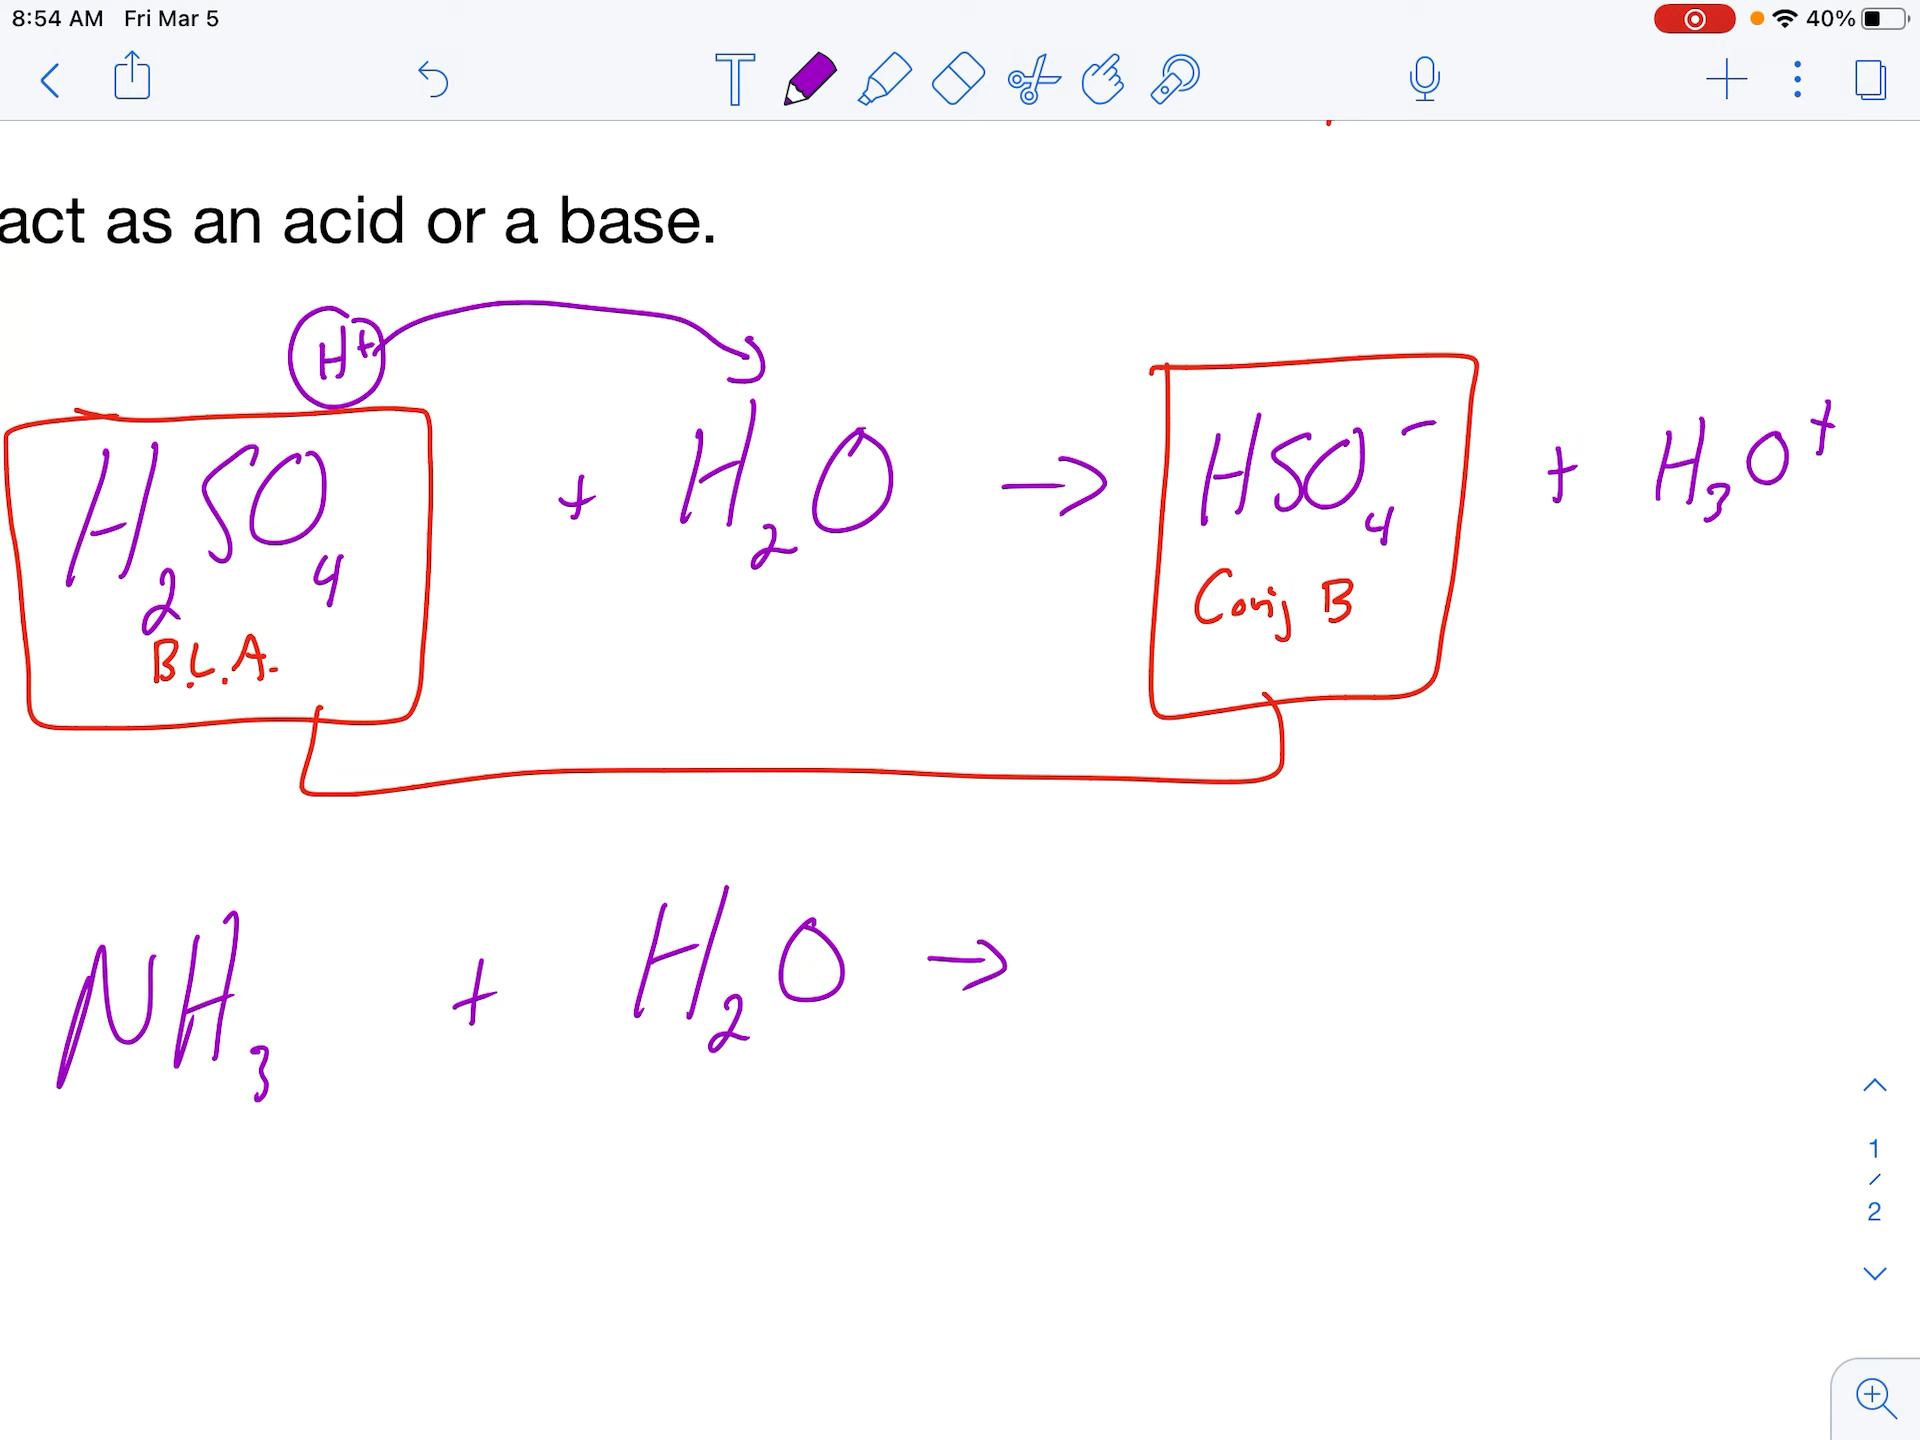 8:54 AM Fri Mar 5 40%
T
act as an acid or a base.
H⁺
H₂SO₄ + H₂O → HSO₄⁻ + H₃O⁺
B.L.A. Conj B
NH₃ + H₂O →
1
/
2